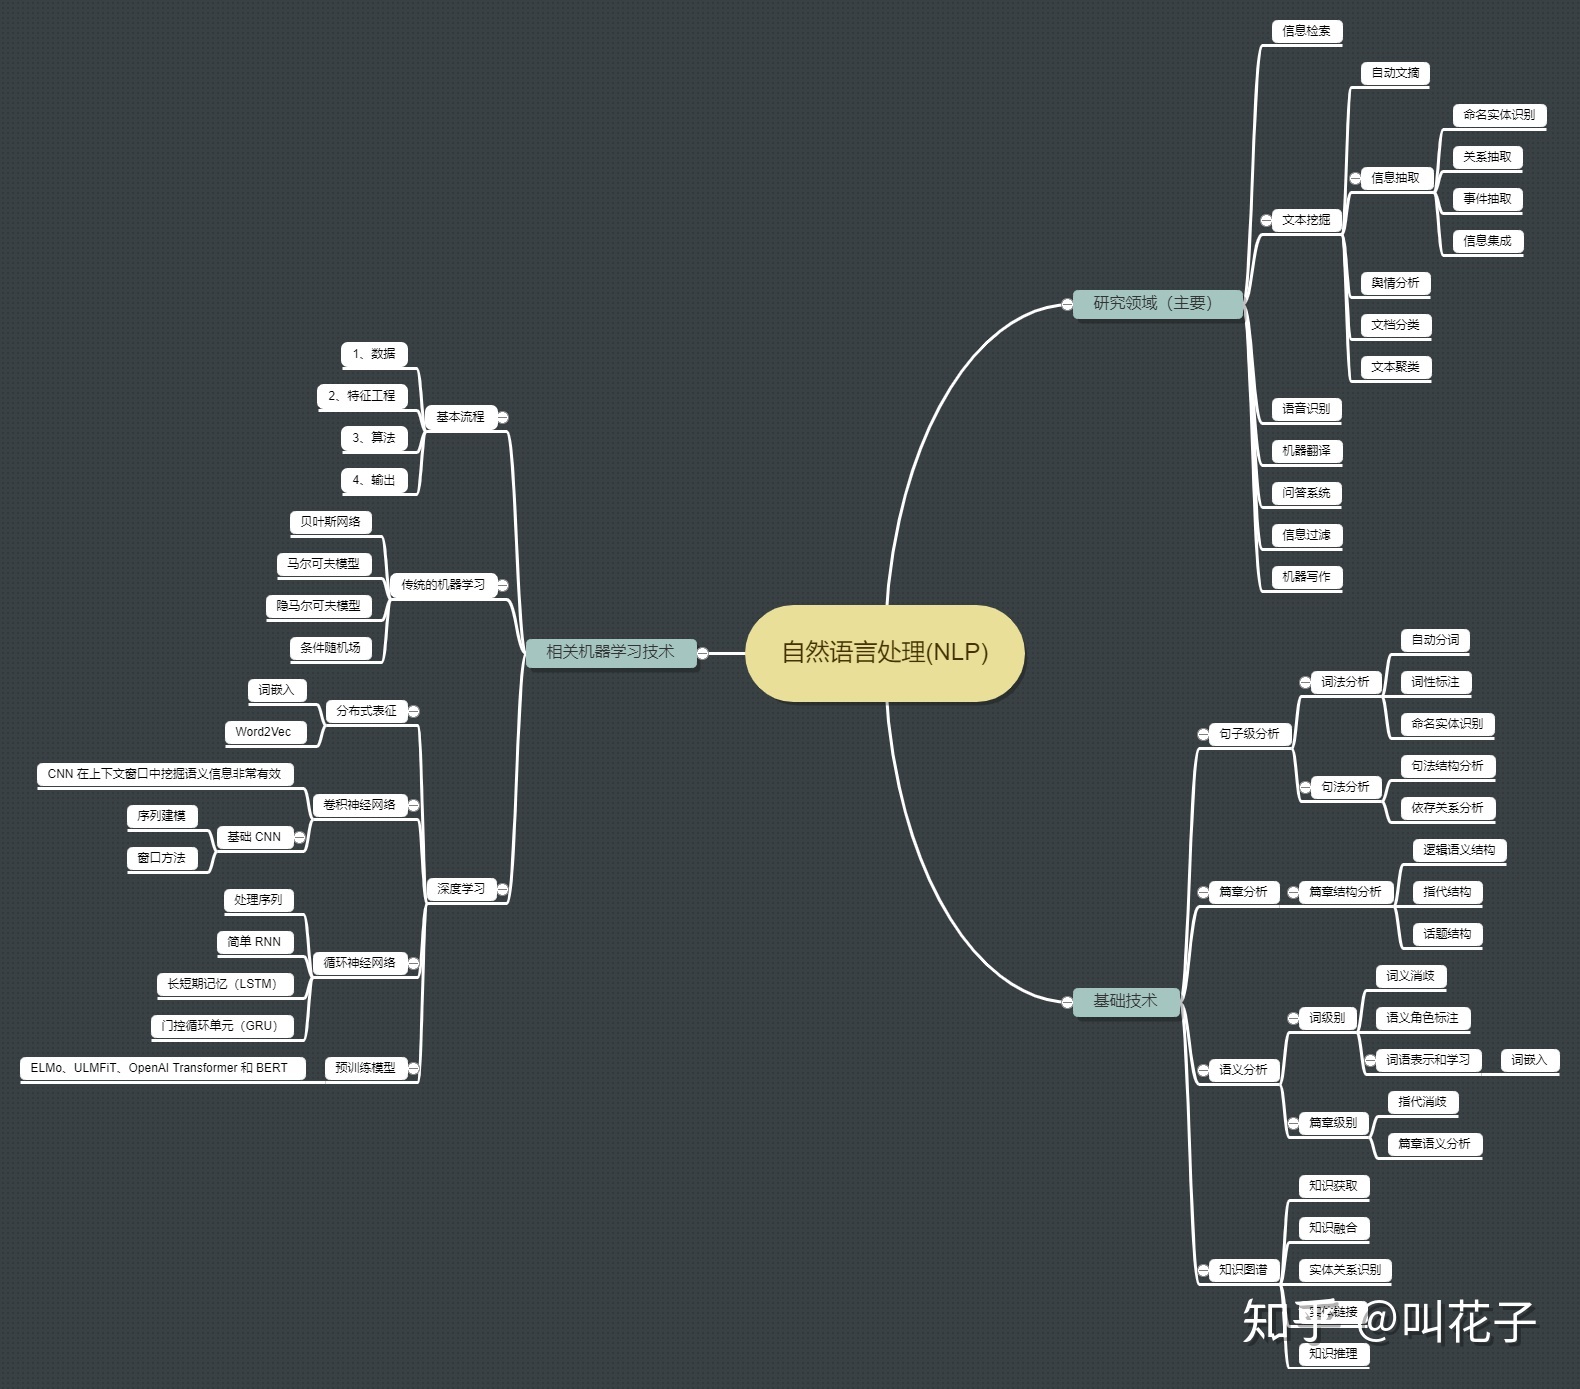 自然语言处理(NLP)
研究领域（主要）
信息检索
文本挖掘
自动文摘
信息抽取
命名实体识别
关系抽取
事件抽取
信息集成
舆情分析
文档分类
文本聚类
语音识别
机器翻译
问答系统
信息过滤
机器写作
基础技术
句子级分析
词法分析
自动分词
词性标注
命名实体识别
句法分析
句法结构分析
依存关系分析
篇章分析
篇章结构分析
逻辑语义结构
指代结构
话题结构
语义分析
词级别
词义消歧
语义角色标注
词语表示和学习
词嵌入
篇章级别
指代消歧
篇章语义分析
知识图谱
知识获取
知识融合
实体关系识别
链接
知识推理
相关机器学习技术
基本流程
1、数据
2、特征工程
3、算法
4、输出
传统的机器学习
贝叶斯网络
马尔可夫模型
隐马尔可夫模型
条件随机场
深度学习
分布式表征
词嵌入
Word2Vec
卷积神经网络
CNN 在上下文窗口中挖掘语义信息非常有效
基础 CNN
序列建模
窗口方法
循环神经网络
处理序列
简单 RNN
长短期记忆（LSTM）
门控循环单元（GRU）
预训练模型
ELMo、ULMFiT、OpenAI Transformer 和 BERT
知乎 @叫花子